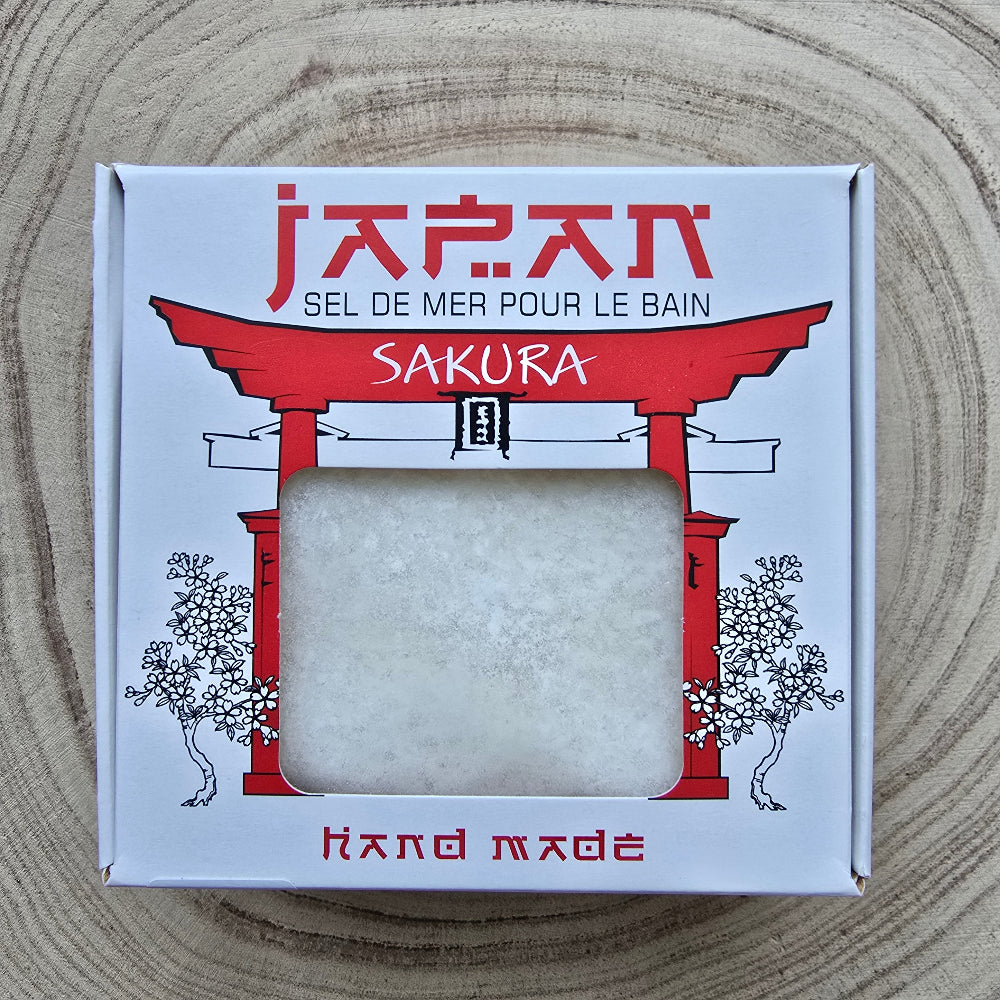 JAPAN
SEL DE MER POUR LE BAIN
SAKURA
HAND MADE